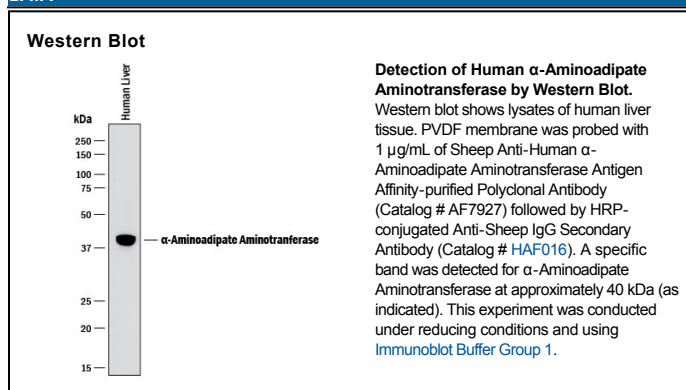 Western Blot
Human Liver
kDa
250
150
100
75
50
37
25
20
15
α-Aminoadipate Aminotranferase
Detection of Human α-Aminoadipate
Aminotransferase by Western Blot.
Western blot shows lysates of human liver
tissue. PVDF membrane was probed with
1 µg/mL of Sheep Anti-Human α-
Aminoadipate Aminotransferase Antigen
Affinity-purified Polyclonal Antibody
(Catalog # AF7927) followed by HRP-
conjugated Anti-Sheep IgG Secondary
Antibody (Catalog # HAF016). A specific
band was detected for α-Aminoadipate
Aminotransferase at approximately 40 kDa (as
indicated). This experiment was conducted
under reducing conditions and using
Immunoblot Buffer Group 1.